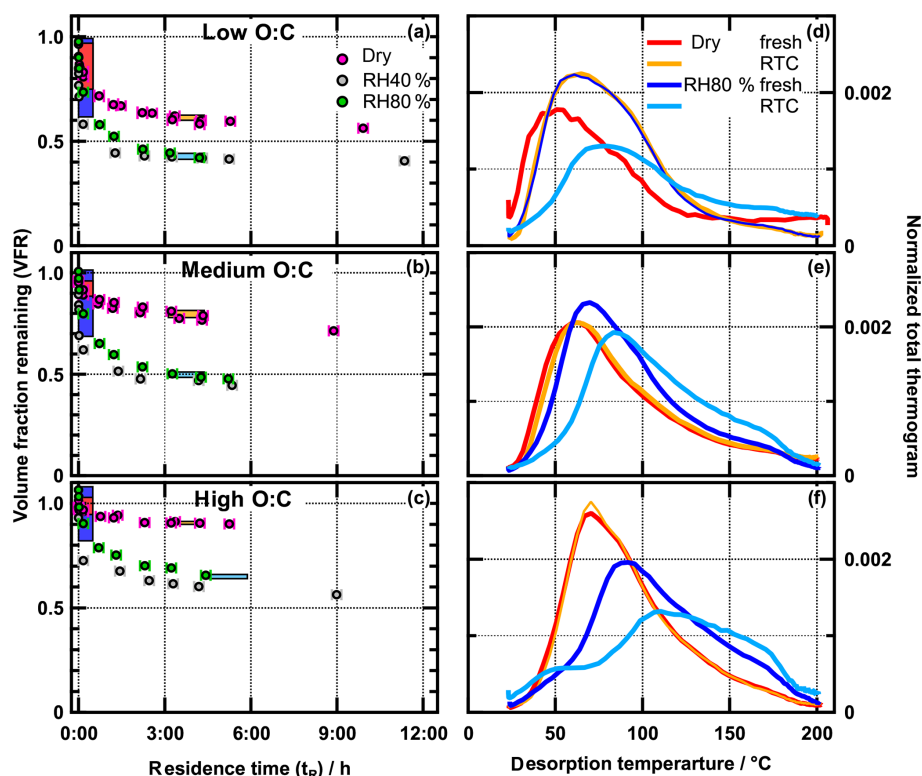 Low O:C
(a)
Dry
RH40 %
RH80 %
1.0
0.5
0
(d)
Dry fresh
RTC
RH80 % fresh
RTC
0.002
0
Medium O:C
(b)
1.0
0.5
0
(e)
0.002
0
High O:C
(c)
1.0
0.5
0:00 3:00 6:00 9:00 12:00
(f)
0.002
0
0 50 100 150 200
Volume fraction remaining (VFR)
Normalized total thermogram
Residence time (tR) / h
Desorption temperarture / °C